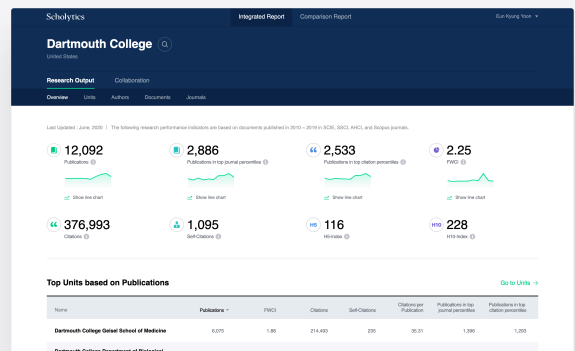 Scholytics
Integrated Report
Comparison Report
Eun Kyung Yoon
Dartmouth College
United States
Research Output
Collaboration
Overview
Units
Authors
Documents
Journals
Last Updated : June, 2020 | The following research performance indicators are based on documents published in 2010 – 2019 in SCIE, SSCI, AHCI, and Scopus journals.
12,092
Publications
Show line chart
2,886
Publications in top journal percentiles
Show line chart
2,533
Publications in top citation percentiles
Show line chart
2.25
FWCI
Show line chart
376,993
Citations
1,095
Self-Citations
H5
116
H5-Index
H10
228
H10-Index
Top Units based on Publications
Go to Units →
Name
Publications
FWCI
Citations
Self-Citations
Citations per
Publication
Publications in top
journal percentiles
Publications in top
citation percentiles
Dartmouth College Geisel School of Medicine
6,075
1.88
214,493
235
35.31
1,396
1,293
Dartmouth College Department of Biological